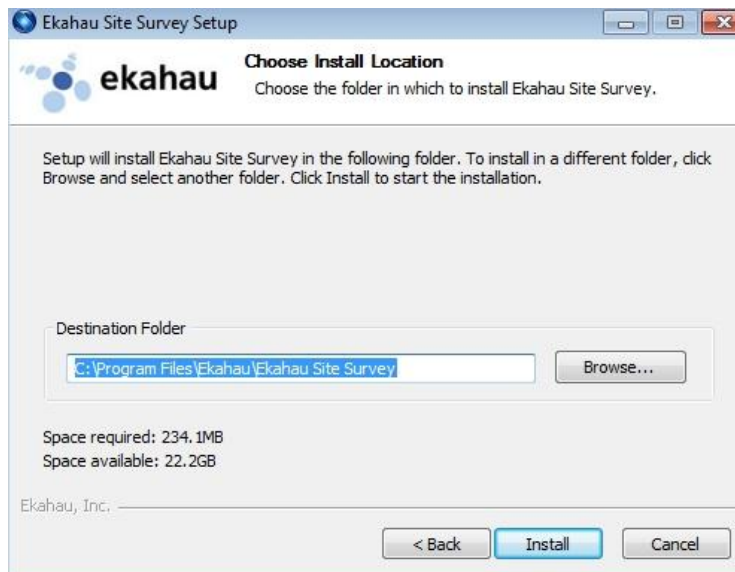 Ekahau Site Survey Setup
ekahau
Choose Install Location
Choose the folder in which to install Ekahau Site Survey.
Setup will install Ekahau Site Survey in the following folder. To install in a different folder, click
Browse and select another folder. Click Install to start the installation.
Destination Folder
C:\Program Files\Ekahau\Ekahau Site Survey
Browse...
Space required: 234.1MB
Space available: 22.2GB
Ekahau, Inc.
< Back
Install
Cancel